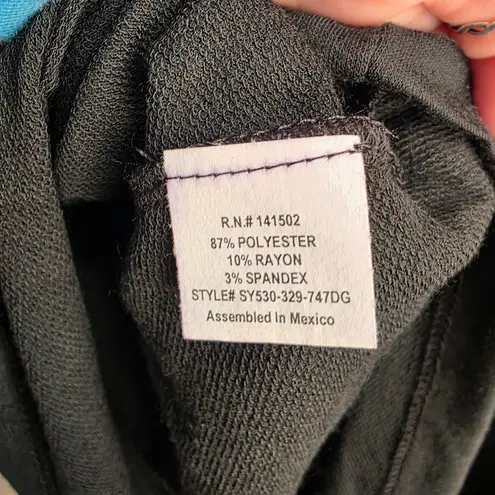 R.N.# 141502
87% POLYESTER
10% RAYON
3% SPANDEX
STYLE# SY530-329-747DG
Assembled In Mexico